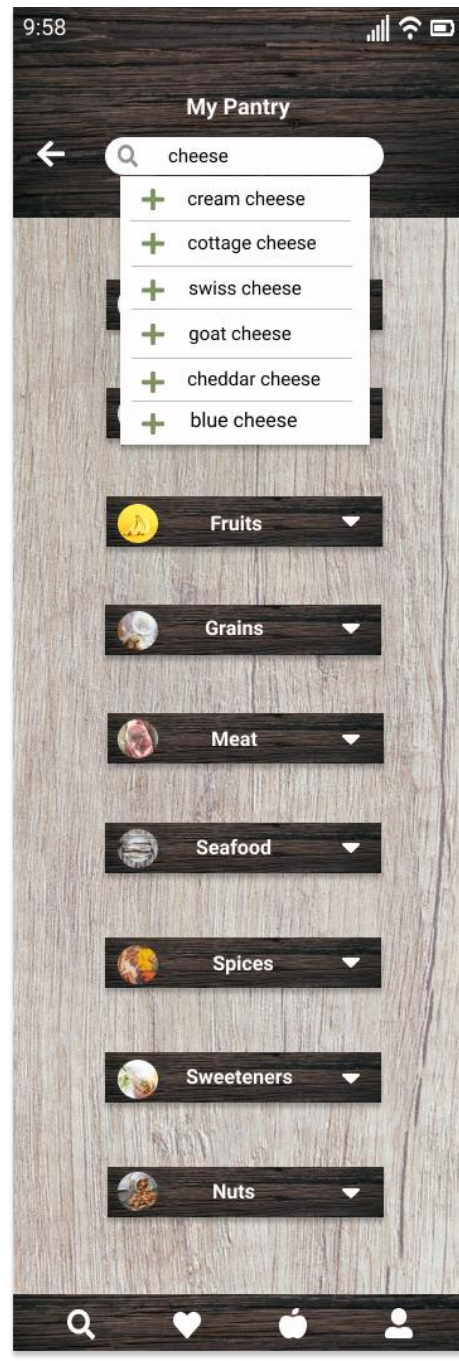 9:58
My Pantry
cheese
cream cheese
cottage cheese
swiss cheese
goat cheese
cheddar cheese
blue cheese
Fruits
Grains
Meat
Seafood
Spices
Sweeteners
Nuts